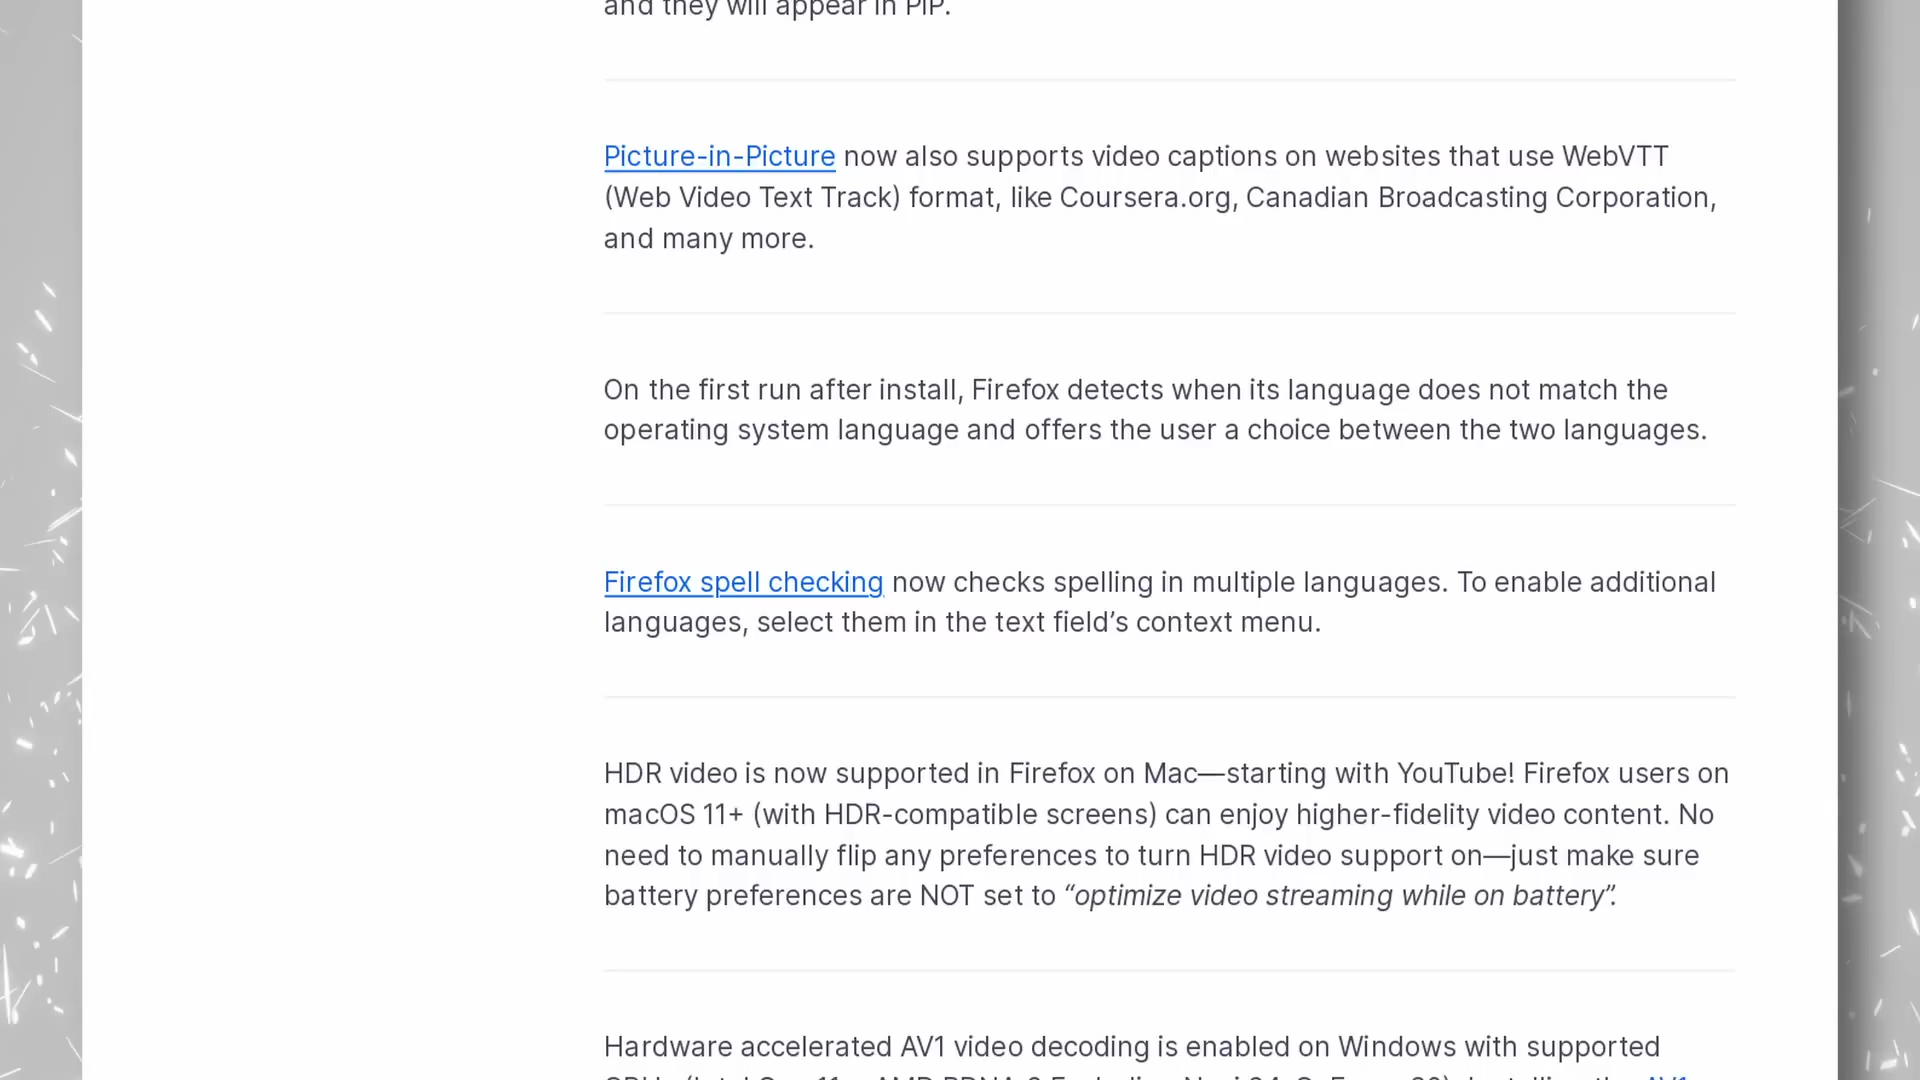 and they will appear in PiP.
Picture-in-Picture now also supports video captions on websites that use WebVTT
(Web Video Text Track) format, like Coursera.org, Canadian Broadcasting Corporation,
and many more.
On the first run after install, Firefox detects when its language does not match the
operating system language and offers the user a choice between the two languages.
Firefox spell checking now checks spelling in multiple languages. To enable additional
languages, select them in the text field’s context menu.
HDR video is now supported in Firefox on Mac—starting with YouTube! Firefox users on
macOS 11+ (with HDR-compatible screens) can enjoy higher-fidelity video content. No
need to manually flip any preferences to turn HDR video support on—just make sure
battery preferences are NOT set to “optimize video streaming while on battery”.
Hardware accelerated AV1 video decoding is enabled on Windows with supported